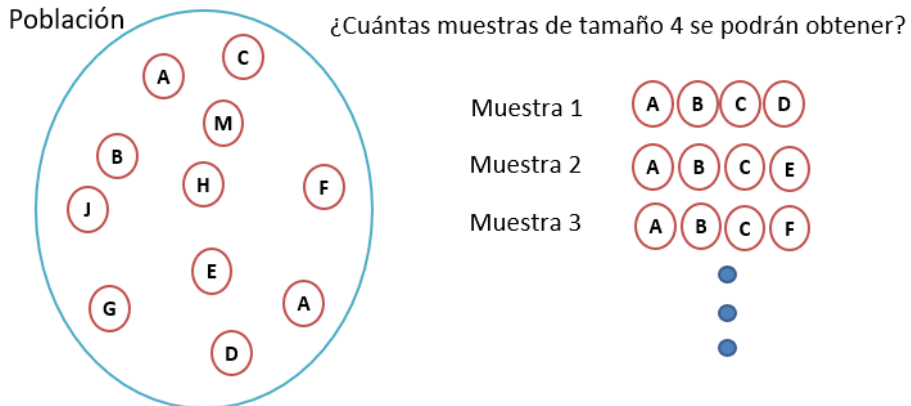 Población
¿Cuántas muestras de tamaño 4 se podrán obtener?
C
A
M
B
H
F
J
E
A
G
D
Muestra 1 A B C D
Muestra 2 A B C E
Muestra 3 A B C F